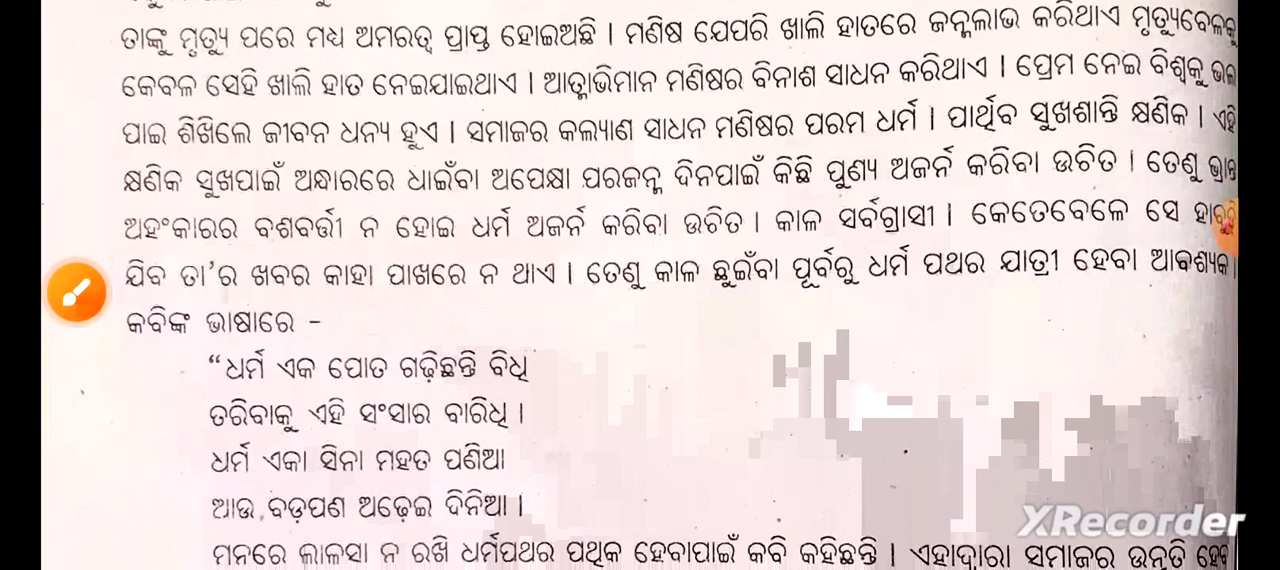 ତାଙ୍କୁ ମୃତ୍ୟୁ ପରେ ମଧ୍ୟ ଅମରତ୍ୱ ପ୍ରାପ୍ତ ହୋଇଅଛି । ମଣିଷ ଯେପରି ଖାଲି ହାତରେ ଜନ୍ମଲାଭ କରିଥାଏ ମୃତ୍ୟୁବେଳକୁ
କେବଳ ସେହି ଖାଲି ହାତ ନେଇଯାଇଥାଏ । ଆତ୍ମାଭିମାନ ମଣିଷର ବିନାଶ ସାଧନ କରିଥାଏ । ପ୍ରେମ ନେଇ ବିଶ୍ୱକୁ ଭଲ
ପାଇ ଶିଖିଲେ ଜୀବନ ଧନ୍ୟ ହୁଏ । ସମାଜର କଲ୍ୟାଣ ସାଧନ ମଣିଷର ପରମ ଧର୍ମ । ପାର୍ଥିବ ସୁଖଶାନ୍ତି କ୍ଷଣିକ । ଏହି
କ୍ଷଣିକ ସୁଖପାଇଁ ଅନ୍ଧାରରେ ଧାଇଁବା ଅପେକ୍ଷା ପରଜନ୍ମ ଦିନପାଇଁ କିଛି ପୁଣ୍ୟ ଅଜର୍ନ କରିବା ଉଚିତ । ତେଣୁ ଭ୍ରାନ୍ତ
ଅହଂକାରର ବଶବର୍ତ୍ତୀ ନ ହୋଇ ଧର୍ମ ଅଜର୍ନ କରିବା ଉଚିତ । କାଳ ସର୍ବଗ୍ରାସୀ । କେତେବେଳେ ସେ
ଯିବ ତା’ର ଖବର କାହା ପାଖରେ ନ ଥାଏ । ତେଣୁ କାଳ ଛୁଇଁବା ପୂର୍ବରୁ ଧର୍ମ ପଥର ଯାତ୍ରୀ ହେବା ଆବଶ୍ୟକ ।
କବିଙ୍କ ଭାଷାରେ –
“ଧର୍ମ ଏକ ପୋତ ଗଢ଼ିଛନ୍ତି ବିଧି
ତରିବାକୁ ଏହି ସଂସାର ବାରିଧି ।
ଧର୍ମ ଏକା ସିନା ମହତ ପଣିଆ
ଆଉ ବଡ଼ପଣ ଅଢ଼େଇ ଦିନିଆ ।
ମନରେ ଲାଳସା ନ ରଖି ଧର୍ମପଥର ପଥିକ ହେବାପାଇଁ କବି କହିଛନ୍ତି । ଏହାଦ୍ୱାରା ସମାଜର ଉନ୍ନତି ହେବ
XRecorder